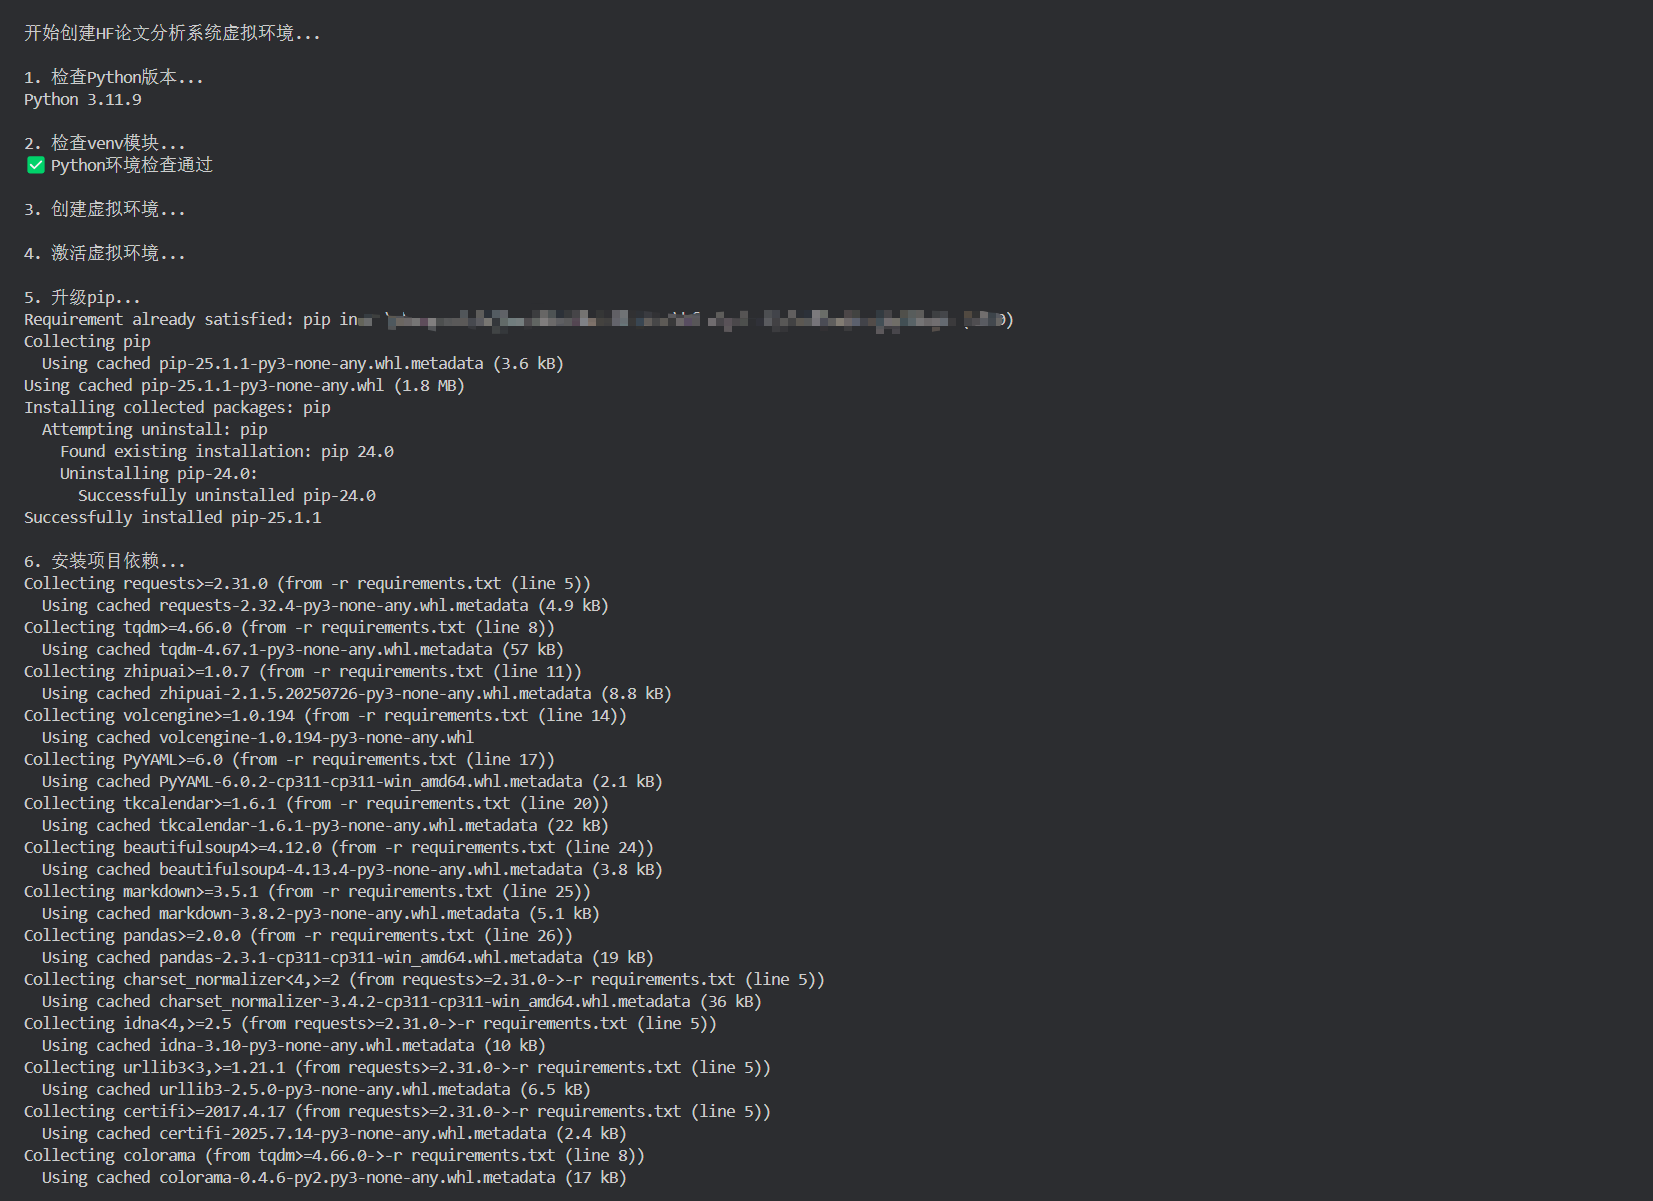 开始创建HF论文分析系统虚拟环境...
1. 检查Python版本...
Python 3.11.9
2. 检查venv模块...
✅ Python环境检查通过
3. 创建虚拟环境...
4. 激活虚拟环境...
5. 升级pip...
Requirement already satisfied: pip in
Collecting pip
  Using cached pip-25.1.1-py3-none-any.whl.metadata (3.6 kB)
Using cached pip-25.1.1-py3-none-any.whl (1.8 MB)
Installing collected packages: pip
  Attempting uninstall: pip
    Found existing installation: pip 24.0
    Uninstalling pip-24.0:
      Successfully uninstalled pip-24.0
Successfully installed pip-25.1.1
6. 安装项目依赖...
Collecting requests>=2.31.0 (from -r requirements.txt (line 5))
  Using cached requests-2.32.4-py3-none-any.whl.metadata (4.9 kB)
Collecting tqdm>=4.66.0 (from -r requirements.txt (line 8))
  Using cached tqdm-4.67.1-py3-none-any.whl.metadata (57 kB)
Collecting zhipuai>=1.0.7 (from -r requirements.txt (line 11))
  Using cached zhipuai-2.1.5.20250726-py3-none-any.whl.metadata (8.8 kB)
Collecting volcengine>=1.0.194 (from -r requirements.txt (line 14))
  Using cached volcengine-1.0.194-py3-none-any.whl
Collecting PyYAML>=6.0 (from -r requirements.txt (line 17))
  Using cached PyYAML-6.0.2-cp311-cp311-win_amd64.whl.metadata (2.1 kB)
Collecting tkcalendar>=1.6.1 (from -r requirements.txt (line 20))
  Using cached tkcalendar-1.6.1-py3-none-any.whl.metadata (22 kB)
Collecting beautifulsoup4>=4.12.0 (from -r requirements.txt (line 24))
  Using cached beautifulsoup4-4.13.4-py3-none-any.whl.metadata (3.8 kB)
Collecting markdown>=3.5.1 (from -r requirements.txt (line 25))
  Using cached markdown-3.8.2-py3-none-any.whl.metadata (5.1 kB)
Collecting pandas>=2.0.0 (from -r requirements.txt (line 26))
  Using cached pandas-2.3.1-cp311-cp311-win_amd64.whl.metadata (19 kB)
Collecting charset_normalizer<4,>=2 (from requests>=2.31.0->-r requirements.txt (line 5))
  Using cached charset_normalizer-3.4.2-cp311-cp311-win_amd64.whl.metadata (36 kB)
Collecting idna<4,>=2.5 (from requests>=2.31.0->-r requirements.txt (line 5))
  Using cached idna-3.10-py3-none-any.whl.metadata (10 kB)
Collecting urllib3<3,>=1.21.1 (from requests>=2.31.0->-r requirements.txt (line 5))
  Using cached urllib3-2.5.0-py3-none-any.whl.metadata (6.5 kB)
Collecting certifi>=2017.4.17 (from requests>=2.31.0->-r requirements.txt (line 5))
  Using cached certifi-2025.7.14-py3-none-any.whl.metadata (2.4 kB)
Collecting colorama (from tqdm>=4.66.0->-r requirements.txt (line 8))
  Using cached colorama-0.4.6-py2.py3-none-any.whl.metadata (17 kB)